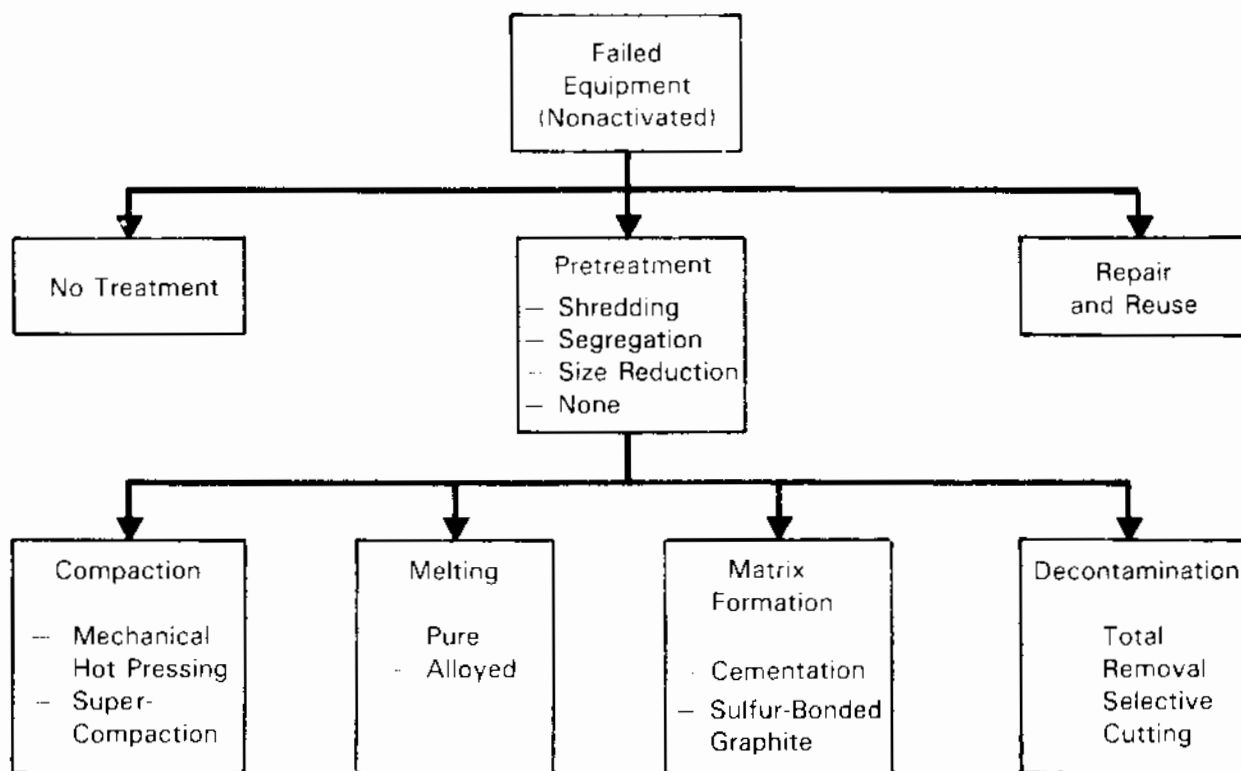 Failed
Equipment
(Nonactivated)
No Treatment
Pretreatment
— Shredding
— Segregation
— Size Reduction
— None
Repair
and Reuse
Compaction
— Mechanical
Hot Pressing
— Super-
Compaction
Melting
Pure
- Alloyed
Matrix
Formation
- Cementation
— Sulfur-Bonded
Graphite
Decontamination
Total
Removal
Selective
Cutting